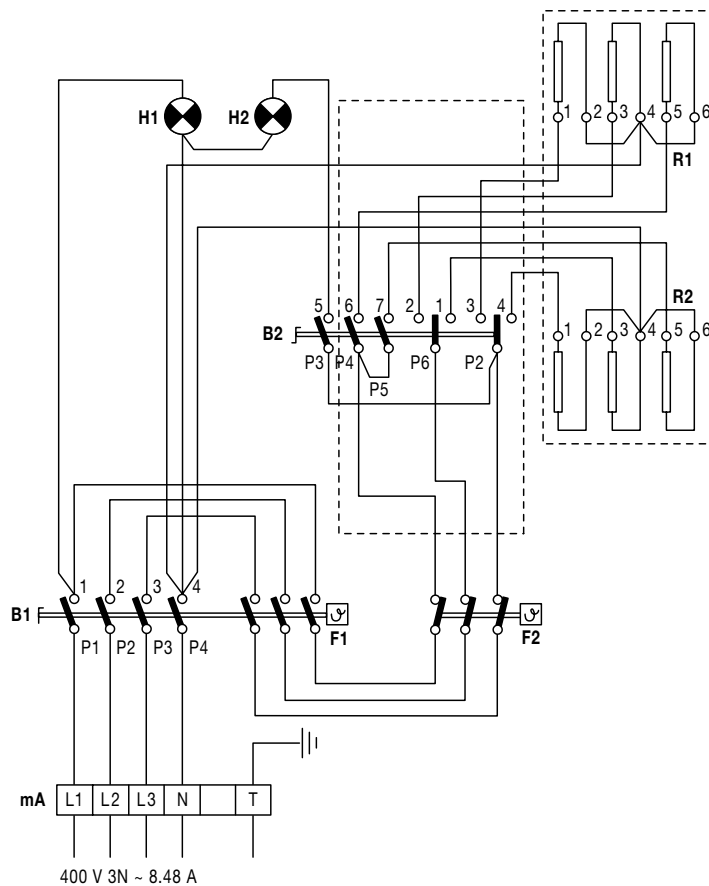 H1 H2
1 2 3 4 5 6
R1
5 6 7 2 1 3 4
B2
R2
1 2 3 4 5 6
P3 P4 P6 P2
P5
1 2 3 4
B1
P1 P2 P3 P4
ϑ
F1
ϑ
F2
mA L1 L2 L3 N T
400 V 3N ~ 8.48 A